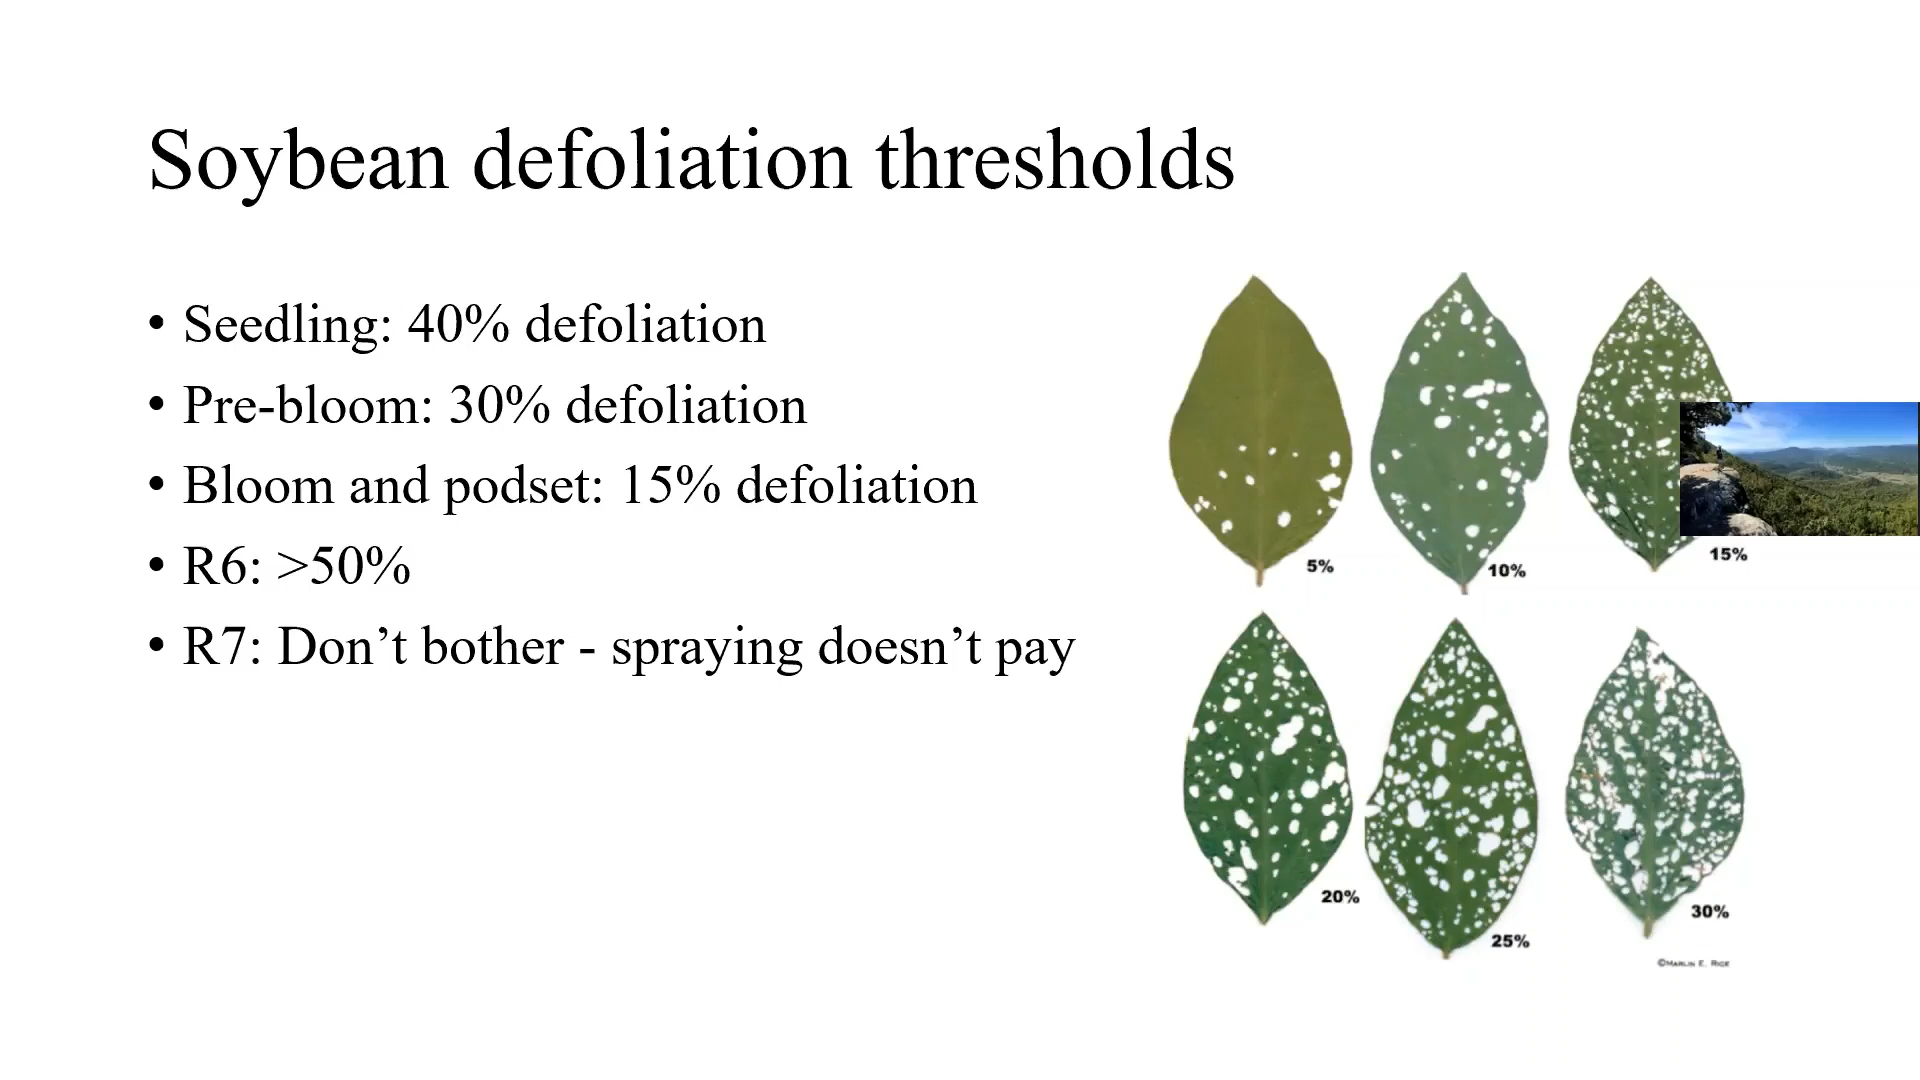 Soybean defoliation thresholds
• Seedling: 40% defoliation
• Pre-bloom: 30% defoliation
• Bloom and podset: 15% defoliation
• R6: >50%
• R7: Don’t bother - spraying doesn’t pay
5%
10%
15%
20%
25%
30%
©Marlin E. Rice